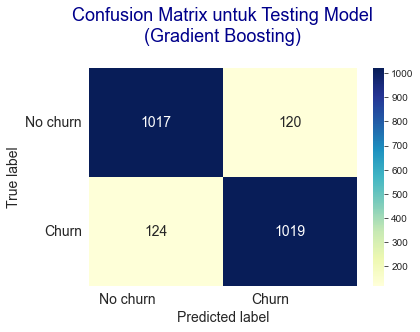 Confusion Matrix untuk Testing Model
(Gradient Boosting)
True label
No churn
Churn
1017
120
124
1019
No churn
Churn
Predicted label
1000
900
800
700
600
500
400
300
200